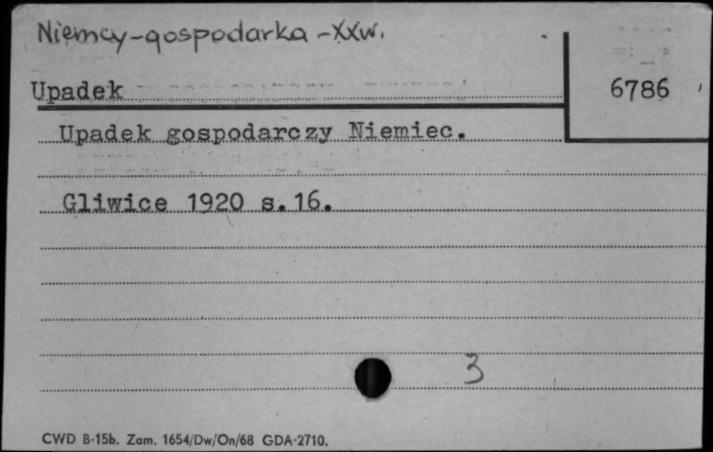 Niemcy-gospodarka-XXw.
6786
Upadek
Upadek gospodarczy Niemiec.
Gliwice 1920 s.16.
3
CWD B-15b. Zam. 1654/Dw/On/68 GDA-2710.